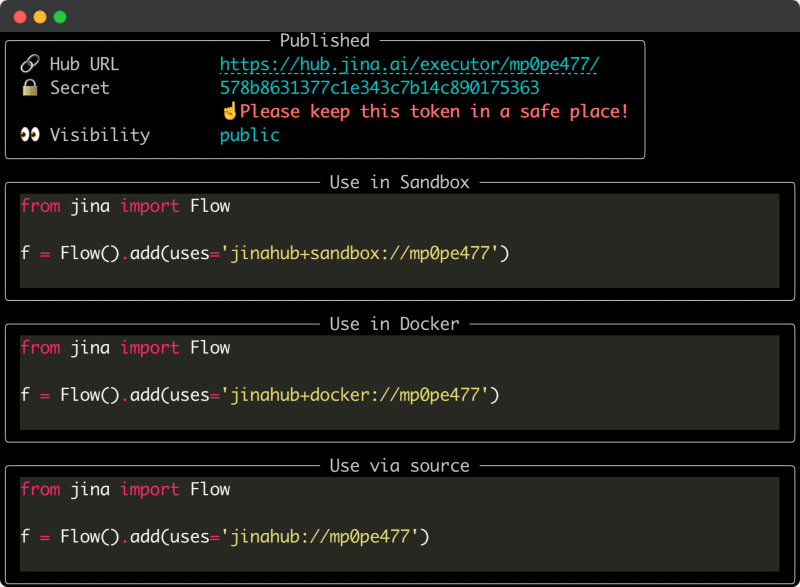 Published
🔗 Hub URL https://hub.jina.ai/executor/mp0pe477/
🔒 Secret 578b8631377c1e343c7b14c890175363
☝️Please keep this token in a safe place!
👀 Visibility public
Use in Sandbox
from jina import Flow
f = Flow().add(uses='jinahub+sandbox://mp0pe477')
Use in Docker
from jina import Flow
f = Flow().add(uses='jinahub+docker://mp0pe477')
Use via source
from jina import Flow
f = Flow().add(uses='jinahub://mp0pe477')